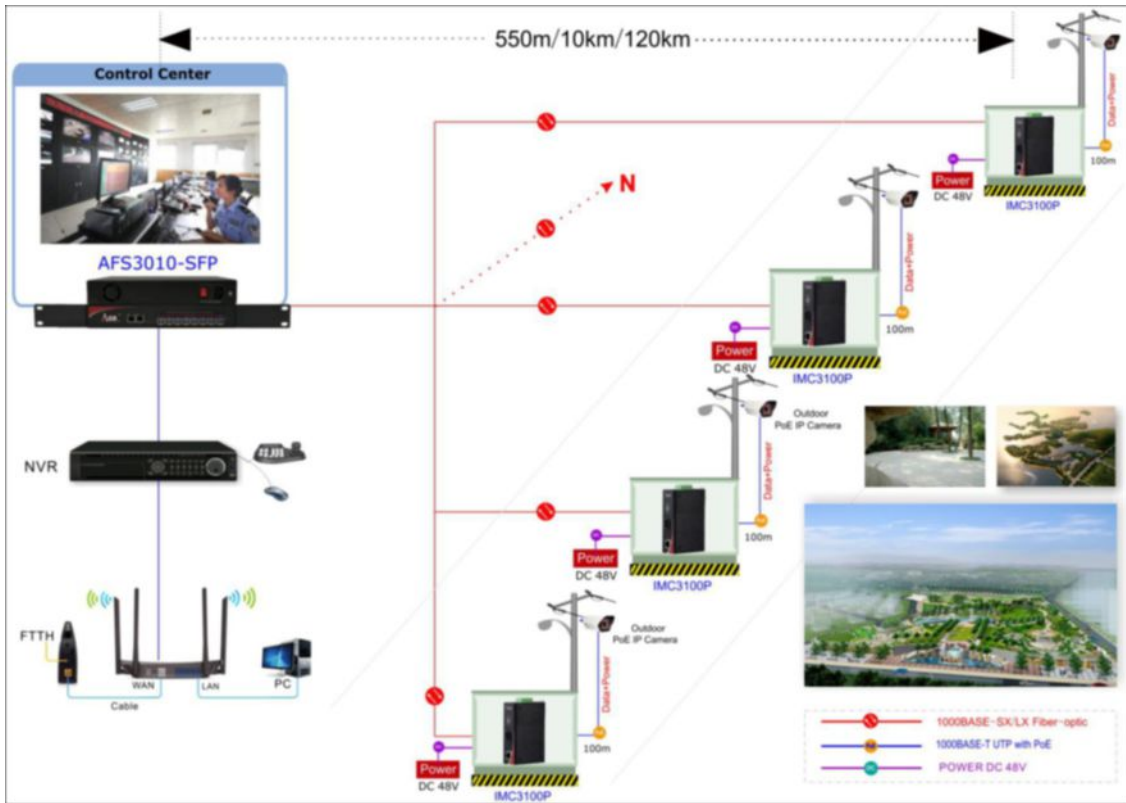 550m/10km/120km
Control Center
AFS3010-SFP
N
Data+Power
100m
Power
DC 48V
IMC3100P
Data+Power
100m
Power
DC 48V
IMC3100P
Outdoor
PoE IP Camera
Data+Power
100m
Power
DC 48V
IMC3100P
Outdoor
PoE IP Camera
Data+Power
100m
Power
DC 48V
IMC3100P
NVR
FTTH
WAN
LAN
PC
Cable
1000BASE-SX/LX Fiber-optic
1000BASE-T UTP with PoE
POWER DC 48V